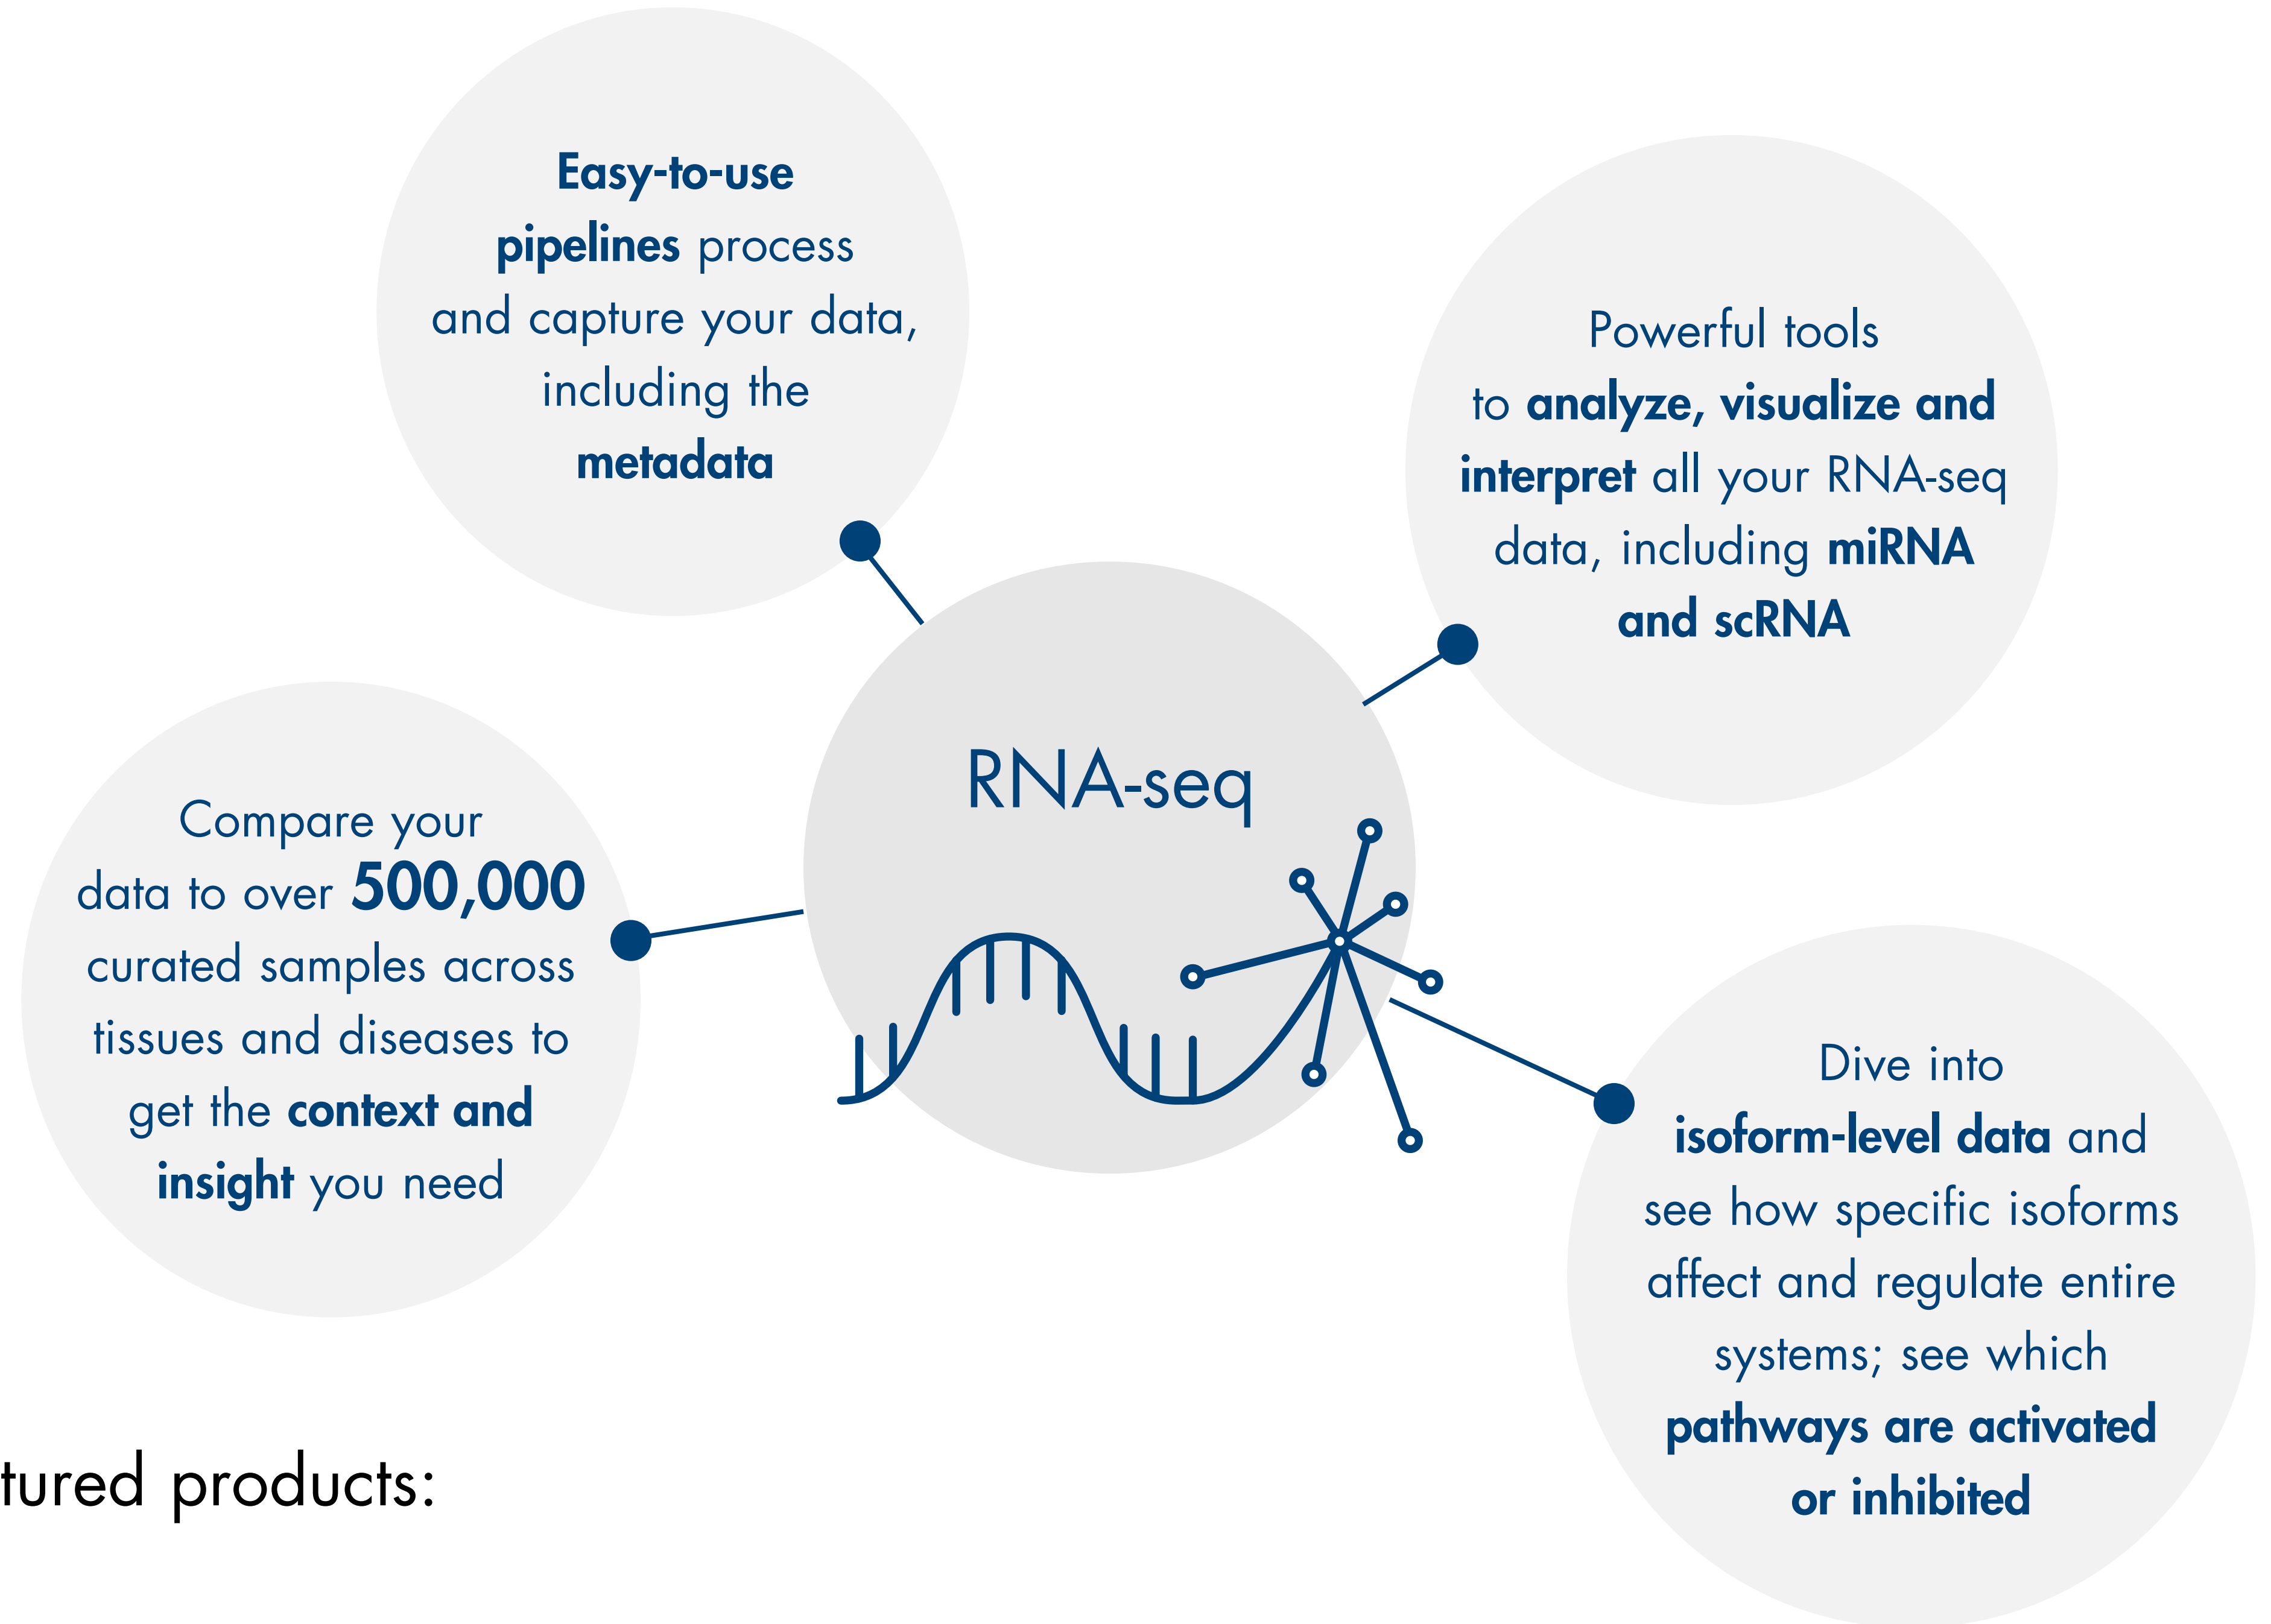 Easy-to-use
pipelines process
and capture your data,
including the
metadata
Powerful tools
to analyze, visualize and
interpret all your RNA-seq
data, including miRNA
and scRNA
RNA-seq
Compare your
data to over 500,000
curated samples across
tissues and diseases to
get the context and
insight you need
Dive into
isoform-level data and
see how specific isoforms
affect and regulate entire
systems; see which
pathways are activated
or inhibited
tured products: